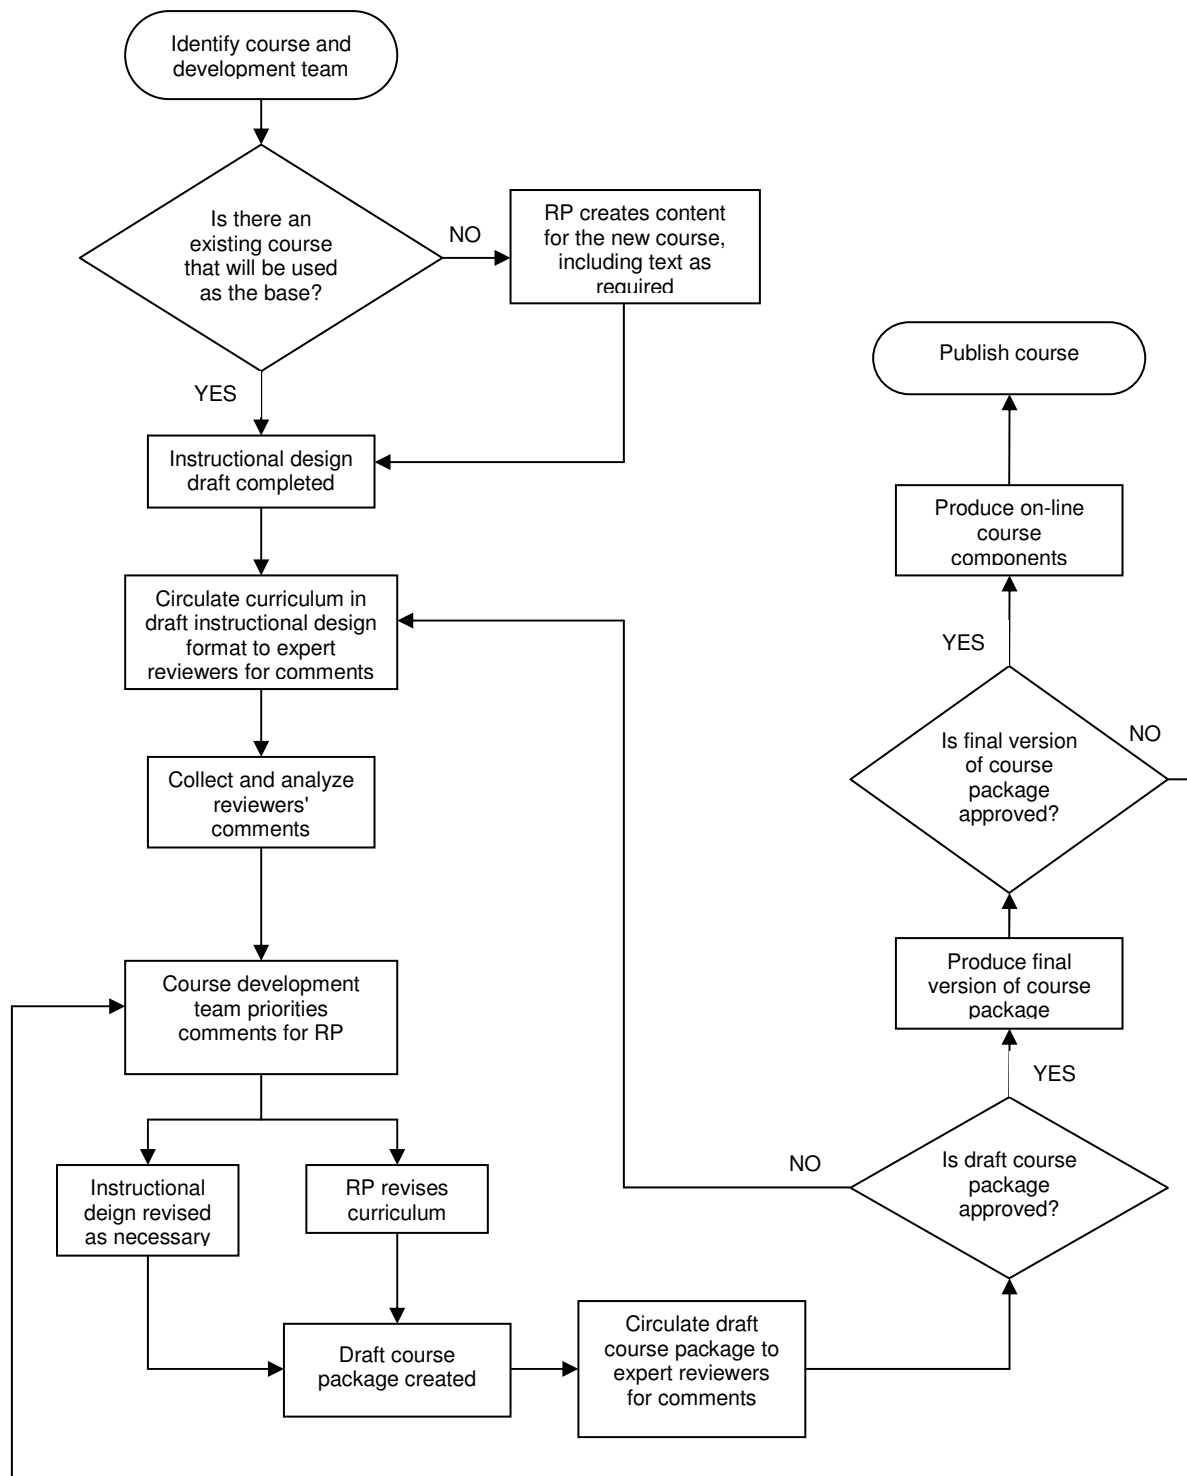 Identify course and
development team
Is there an
existing course
that will be used
as the base?
NO
RP creates content
for the new course,
including text as
required
YES
Instructional design
draft completed
Circulate curriculum in
draft instructional design
format to expert
reviewers for comments
Collect and analyze
reviewers'
comments
Course development
team priorities
comments for RP
Instructional
deign revised
as necessary
RP revises
curriculum
Draft course
package created
Circulate draft
course package to
expert reviewers
for comments
Is draft course
package
approved?
NO
YES
Produce final
version of course
package
Is final version
of course
package
approved?
NO
YES
Produce on-line
course
components
Publish course